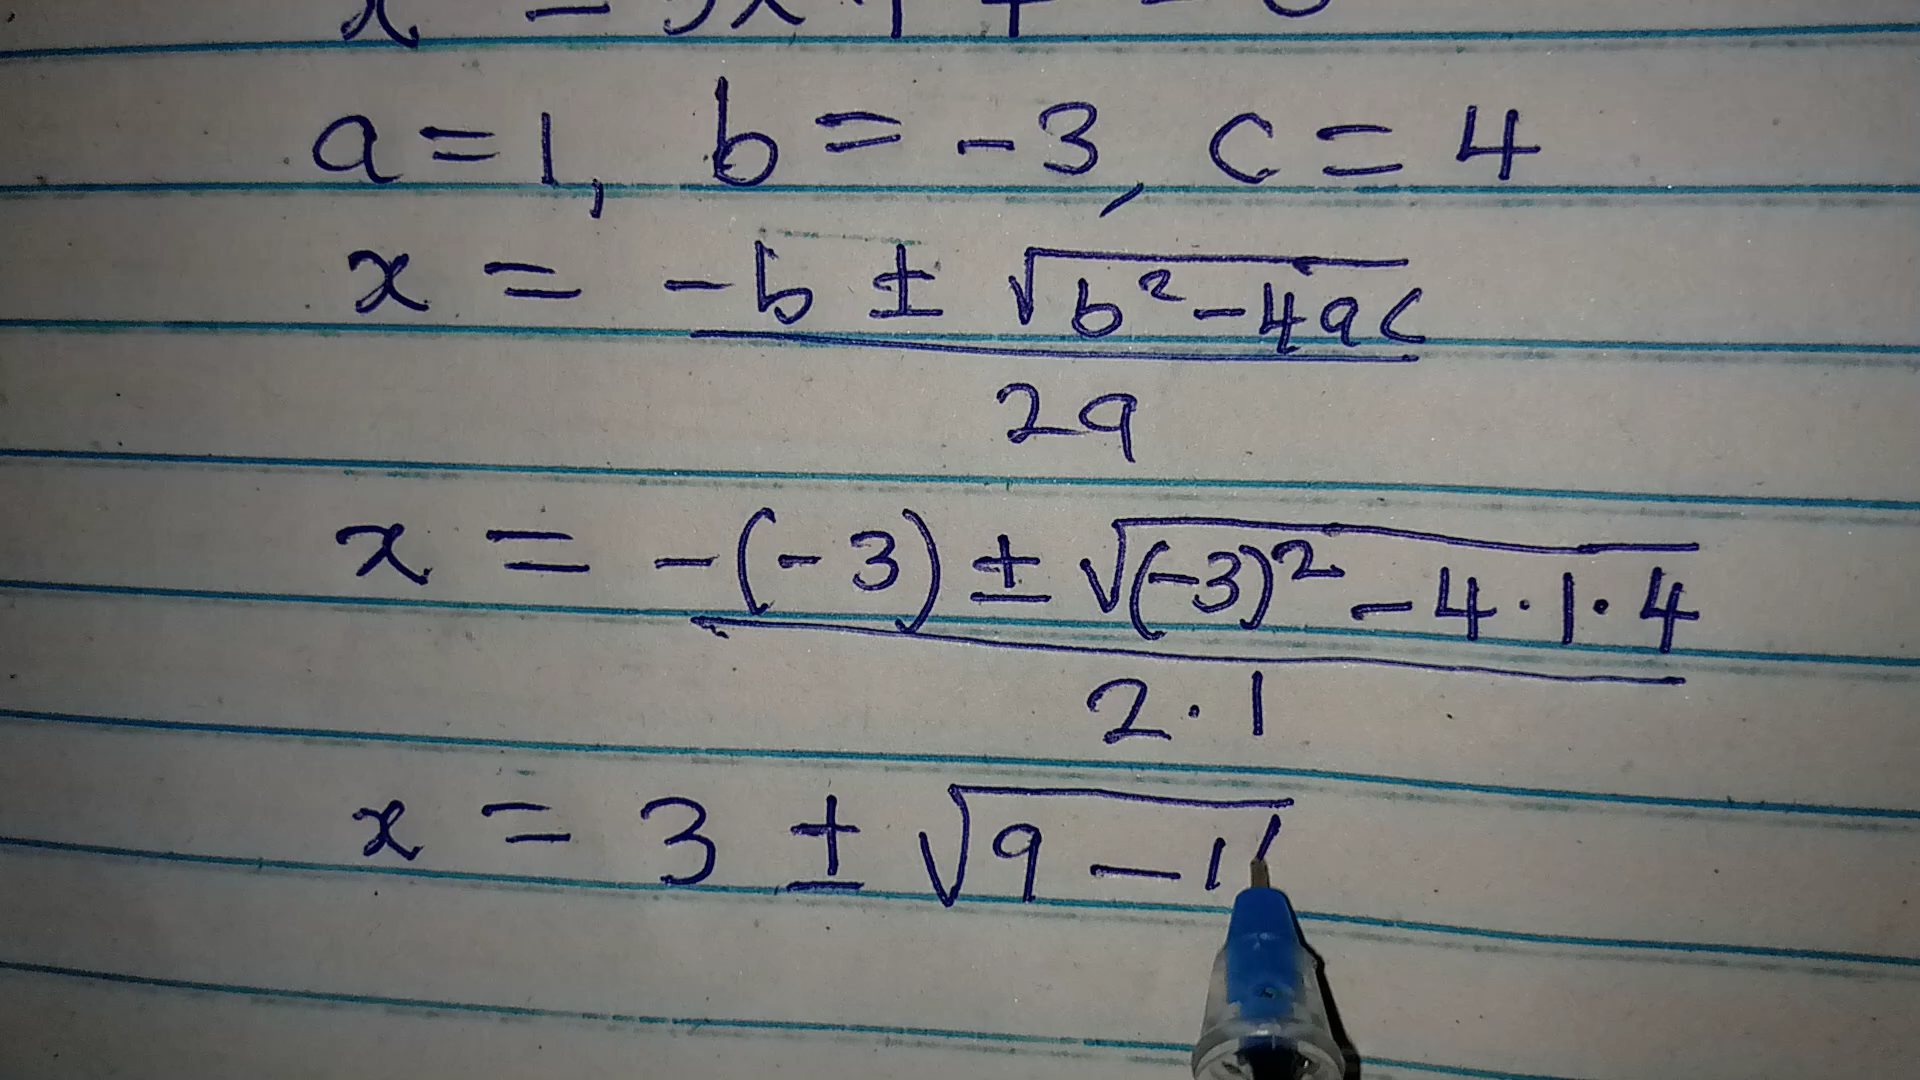 a = 1, b = -3, c = 4
x = -b ± √b² - 4ac
2a
x = -(-3) ± √(-3)² - 4·1·4
2·1
x = 3 ± √9 - 1